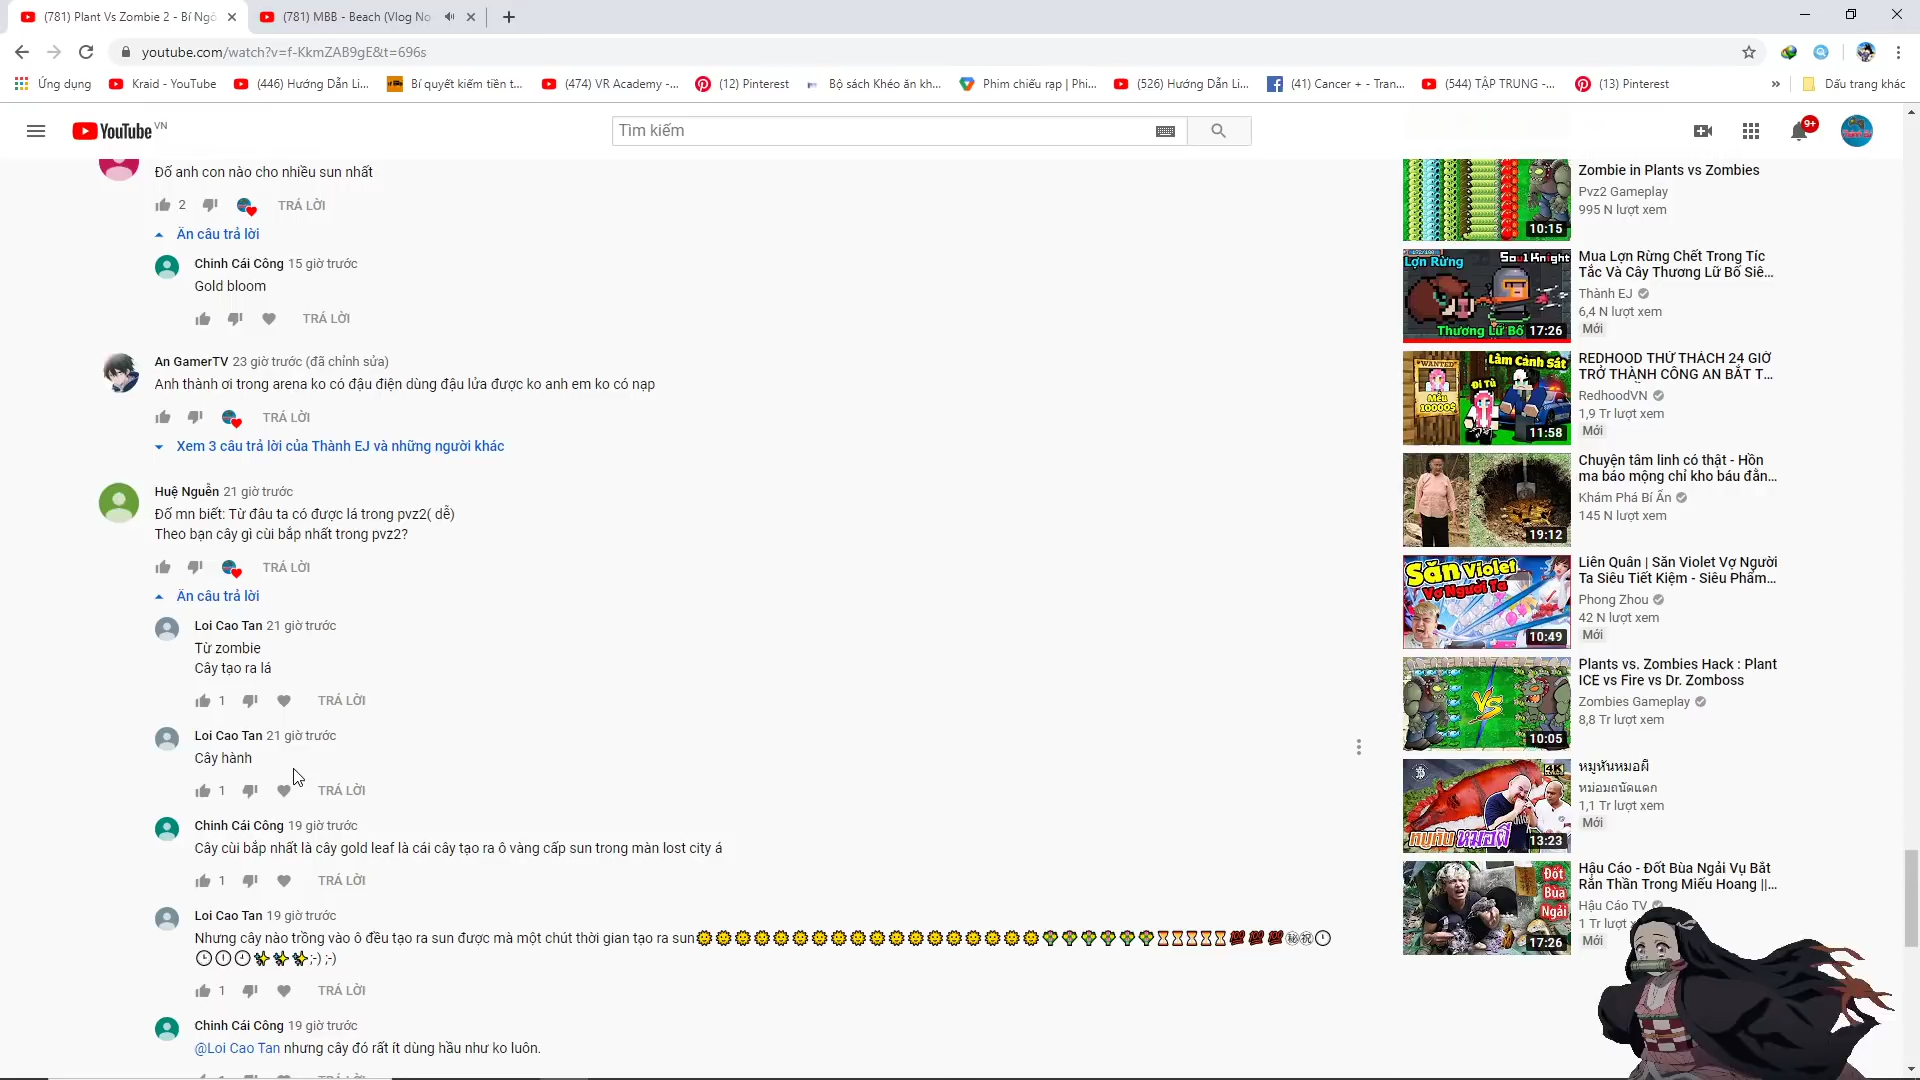 (781) Plant Vs Zombie 2 - Bí Ngô
(781) MBB - Beach (Vlog No
youtube.com/watch?v=f-KkmZAB9gE&t=696s
Ứng dụng
Kraid - YouTube
(446) Hướng Dẫn Li...
Bí quyết kiếm tiền t...
(474) VR Academy -...
(12) Pinterest
Bộ sách Khéo ăn kh...
Phim chiếu rạp | Phi...
(526) Hướng Dẫn Li...
(41) Cancer + - Tran...
(544) TẬP TRUNG -...
(13) Pinterest
»
Dấu trang khác
YouTube VN
Tìm kiếm
9+
Đố anh con nào cho nhiều sun nhất
2
TRẢ LỜI
Ẩn câu trả lời
Chinh Cái Công 15 giờ trước
Gold bloom
TRẢ LỜI
An GamerTV 23 giờ trước (đã chỉnh sửa)
Anh thành ơi trong arena ko có đậu điện dùng đậu lửa được ko anh em ko có nạp
TRẢ LỜI
Xem 3 câu trả lời của Thành EJ và những người khác
Huệ Nguễn 21 giờ trước
Đố mn biết: Từ đâu ta có được lá trong pvz2( dễ)
Theo bạn cây gì cùi bắp nhất trong pvz2?
TRẢ LỜI
Ẩn câu trả lời
Loi Cao Tan 21 giờ trước
Từ zombie
Cây tạo ra lá
1
TRẢ LỜI
Loi Cao Tan 21 giờ trước
Cây hành
1
TRẢ LỜI
Chinh Cái Công 19 giờ trước
Cây cùi bắp nhất là cây gold leaf là cái cây tạo ra ô vàng cấp sun trong màn lost city á
1
TRẢ LỜI
Loi Cao Tan 19 giờ trước
Nhưng cây nào trồng vào ô đều tạo ra sun được mà một chút thời gian tạo ra sun🌞🌞🌞🌞🌞🌞🌞🌞🌞🌞🌞🌞🌞🌞🌞🌞🌞🌞💐💐💐💐💐💐⏳⏳⏳⏳⏳💯💯💯㊙㊗🕛
🕒🕛🕘✨✨✨;-) ;-)
1
TRẢ LỜI
Chinh Cái Công 19 giờ trước
@Loi Cao Tan nhưng cây đó rất ít dùng hầu như ko luôn.
Zombie in Plants vs Zombies
Pvz2 Gameplay
995 N lượt xem
10:15
Lợn Rừng
Soul Knight
Thương Lữ Bố
17:26
Mua Lợn Rừng Chết Trong Tíc
Tắc Và Cây Thương Lữ Bố Siê...
Thành EJ
6,4 N lượt xem
Mới
WANTED
Mều
10000$
Làm Cảnh Sát
Đi Tù
11:58
REDHOOD THỬ THÁCH 24 GIỜ
TRỞ THÀNH CÔNG AN BẮT T...
RedhoodVN
1,9 Tr lượt xem
Mới
19:12
Chuyện tâm linh có thật - Hồn
ma báo mộng chỉ kho báu đằn...
Khám Phá Bí Ẩn
145 N lượt xem
Săn Violet
Vợ Người Ta
10:49
Liên Quân | Săn Violet Vợ Người
Ta Siêu Tiết Kiệm - Siêu Phẩm...
Phong Zhou
42 N lượt xem
Mới
VS
10:05
Plants vs. Zombies Hack : Plant
ICE vs Fire vs Dr. Zomboss
Zombies Gameplay
8,8 Tr lượt xem
4K
หมูหันหมอผี
13:23
หมูหันหมอผี
หม่อมถนัดแดก
1,1 Tr lượt xem
Mới
Đốt
Bùa
Ngải
17:26
Hậu Cáo - Đốt Bùa Ngải Vụ Bắt
Rắn Thần Trong Miếu Hoang ||...
Hậu Cáo TV
1 Tr lượt
Mới